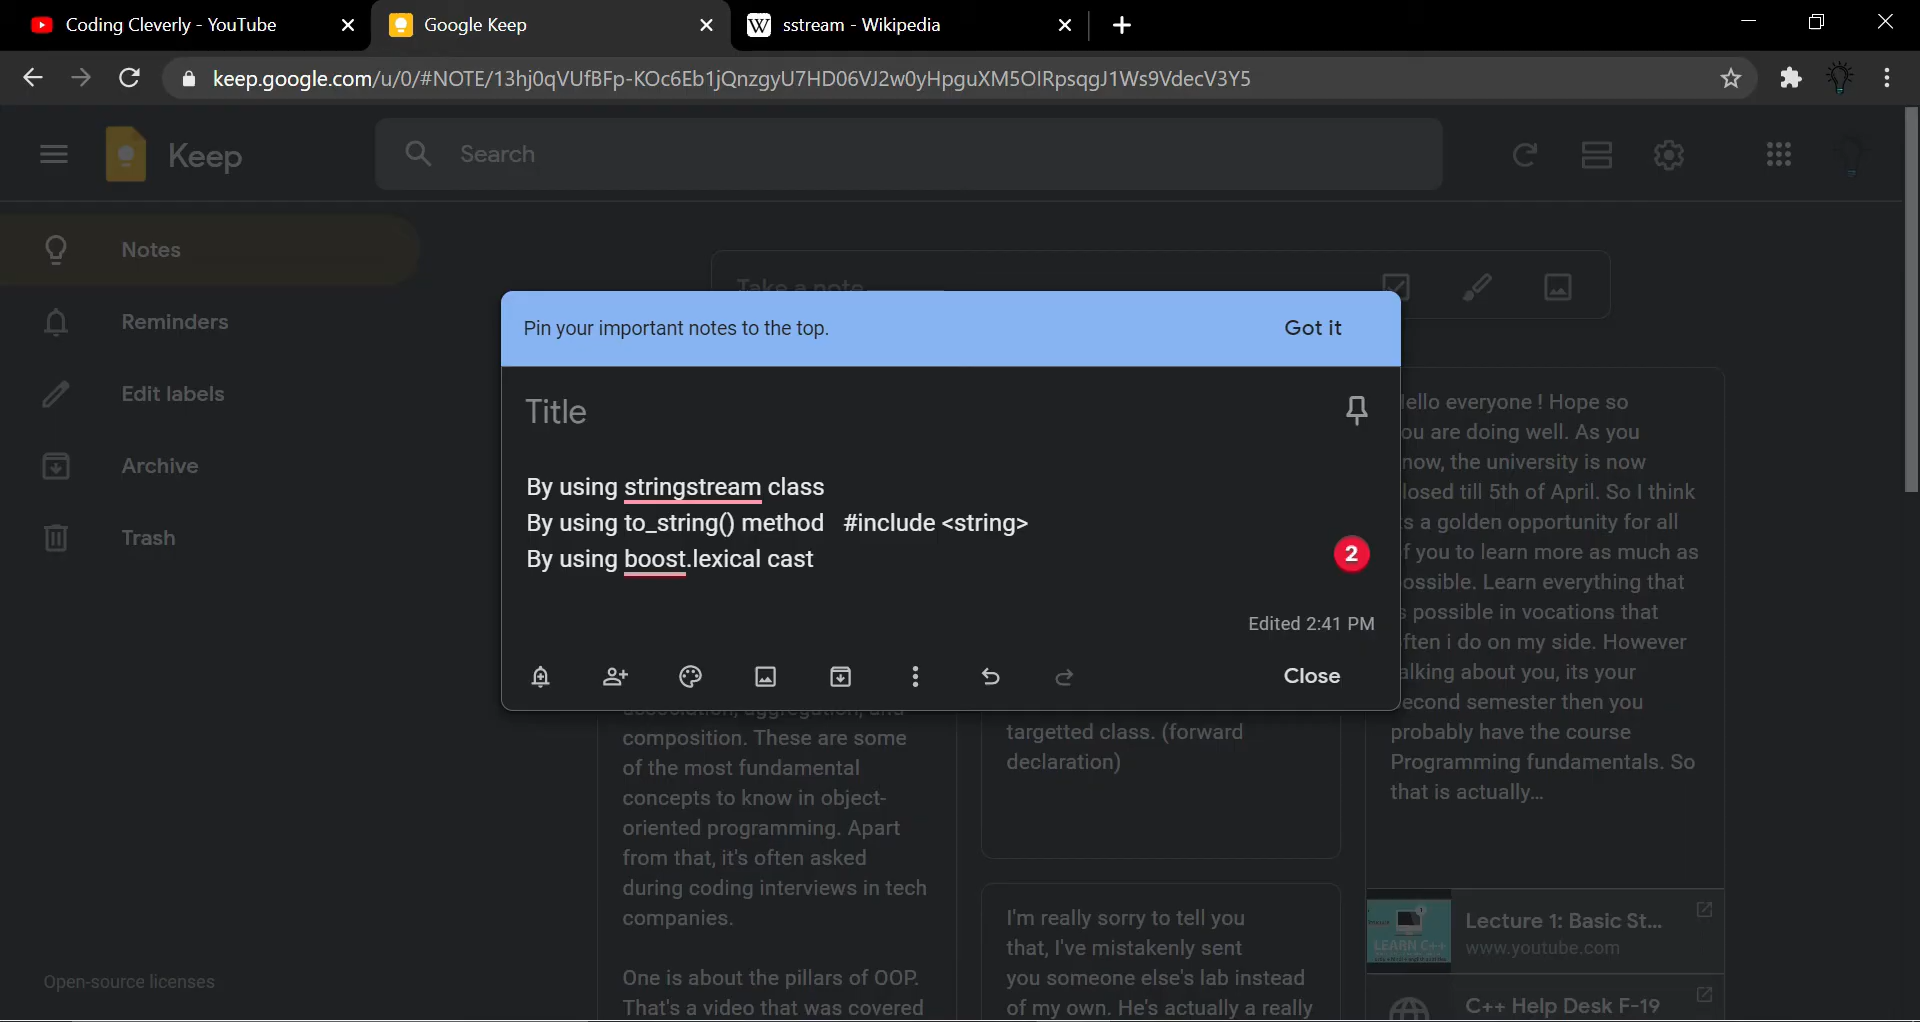 Coding Cleverly - YouTube
Google Keep
sstream - Wikipedia
keep.google.com/u/0/#NOTE/13hj0qVUfBFp-KOc6Eb1jQnzgyU7HD06VJ2w0yHpguXM5OIRpsqgJ1Ws9VdecV3Y5
Keep
Search
Notes
Reminders
Edit labels
Archive
Trash
Open-source licenses
Take a note
Pin your important notes to the top.
Got it
Title
By using stringstream class
By using to_string() method #include <string>
By using boost.lexical cast
2
Edited 2:41 PM
Close
association, aggregation, and
composition. These are some
of the most fundamental
concepts to know in object-
oriented programming. Apart
from that, it's often asked
during coding interviews in tech
companies.
One is about the pillars of OOP.
That's a video that was covered
targetted class. (forward
declaration)
I'm really sorry to tell you
that, I've mistakenly sent
you someone else's lab instead
of my own. He's actually a really
ello everyone ! Hope so
ou are doing well. As you
now, the university is now
losed till 5th of April. So I think
s a golden opportunity for all
f you to learn more as much as
ossible. Learn everything that
s possible in vocations that
ften i do on my side. However
alking about you, its your
econd semester then you
probably have the course
Programming fundamentals. So
that is actually...
LEARN C++
Lecture 1: Basic St...
www.youtube.com
C++ Help Desk F-19